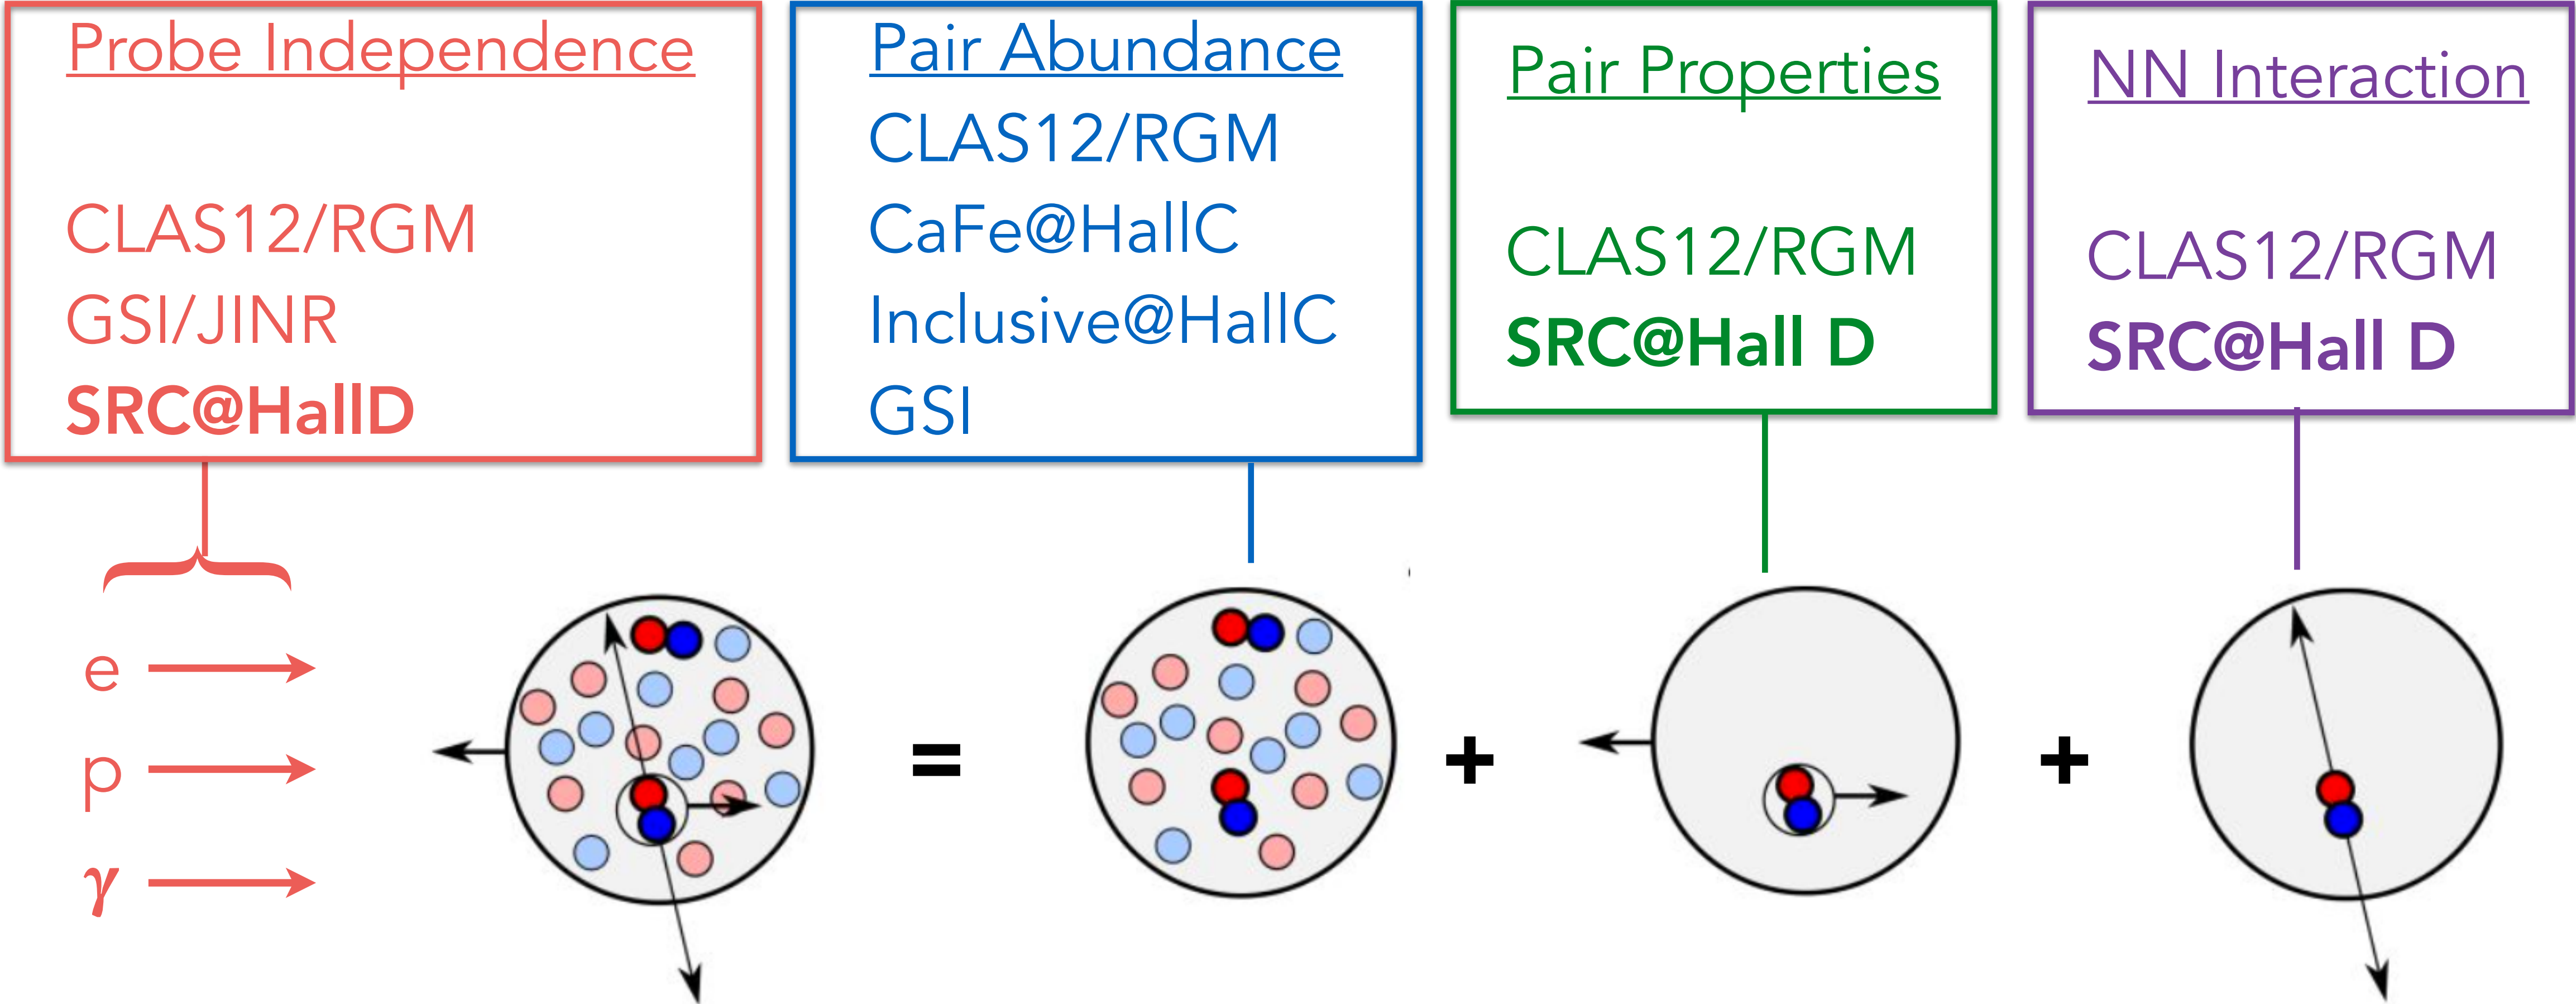 Probe Independence
CLAS12/RGM
GSI/JINR
SRC@HallD
Pair Abundance
CLAS12/RGM
CaFe@HallC
Inclusive@HallC
GSI
Pair Properties
CLAS12/RGM
SRC@Hall D
NN Interaction
CLAS12/RGM
SRC@Hall D
e
p
γ
=
+
+